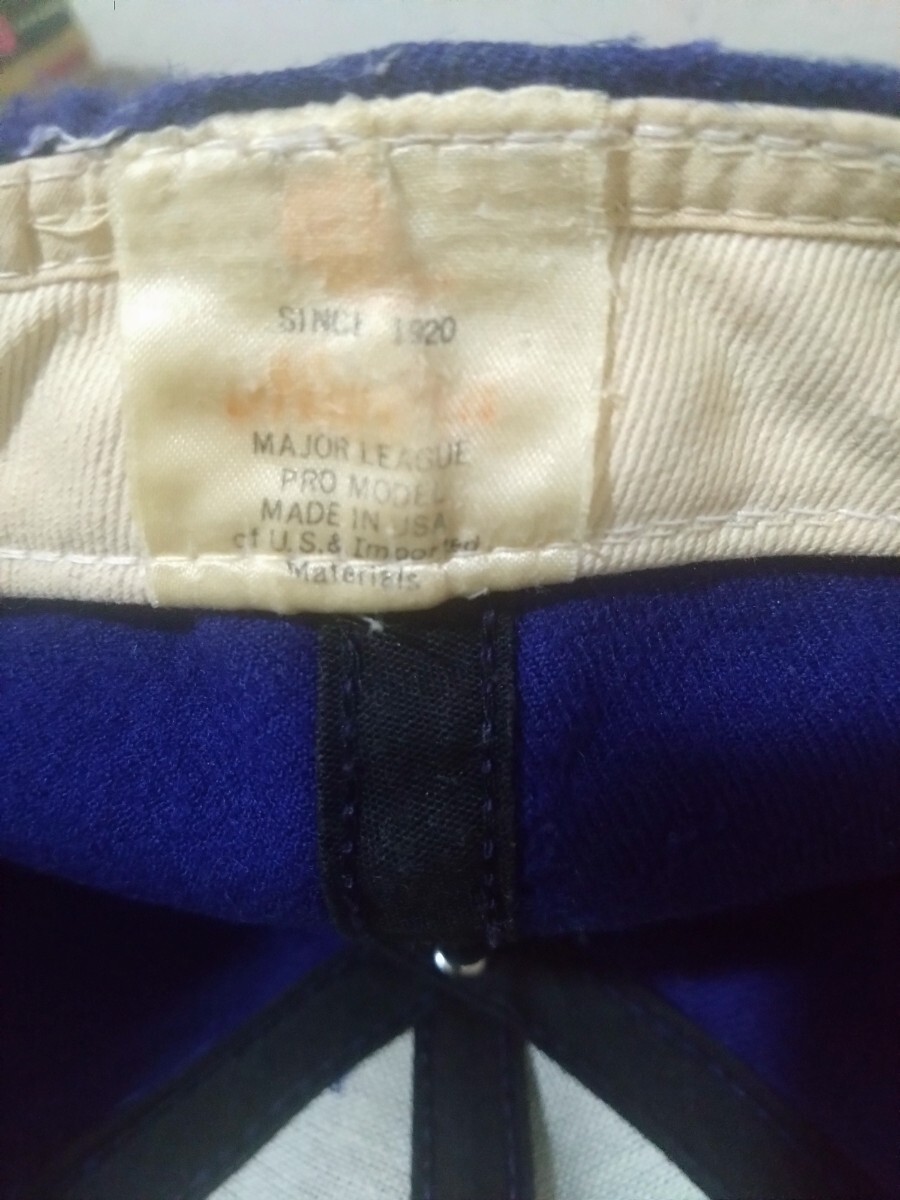 SINCE 1920
MAJOR LEAGUE
PRO MODEL
MADE IN USA
of U.S.& Imported
Materials